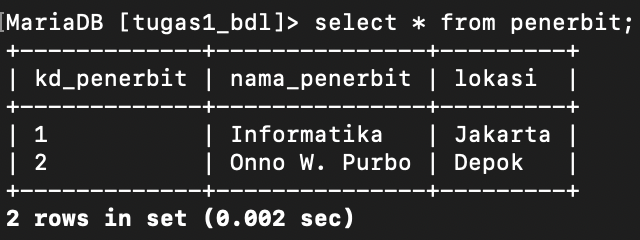 MariaDB [tugas1_bdl]> select * from penerbit;
+-------------+----------------+---------+
| kd_penerbit | nama_penerbit  | lokasi  |
+-------------+----------------+---------+
| 1           | Informatika    | Jakarta |
| 2           | Onno W. Purbo | Depok   |
+-------------+----------------+---------+
2 rows in set (0.002 sec)